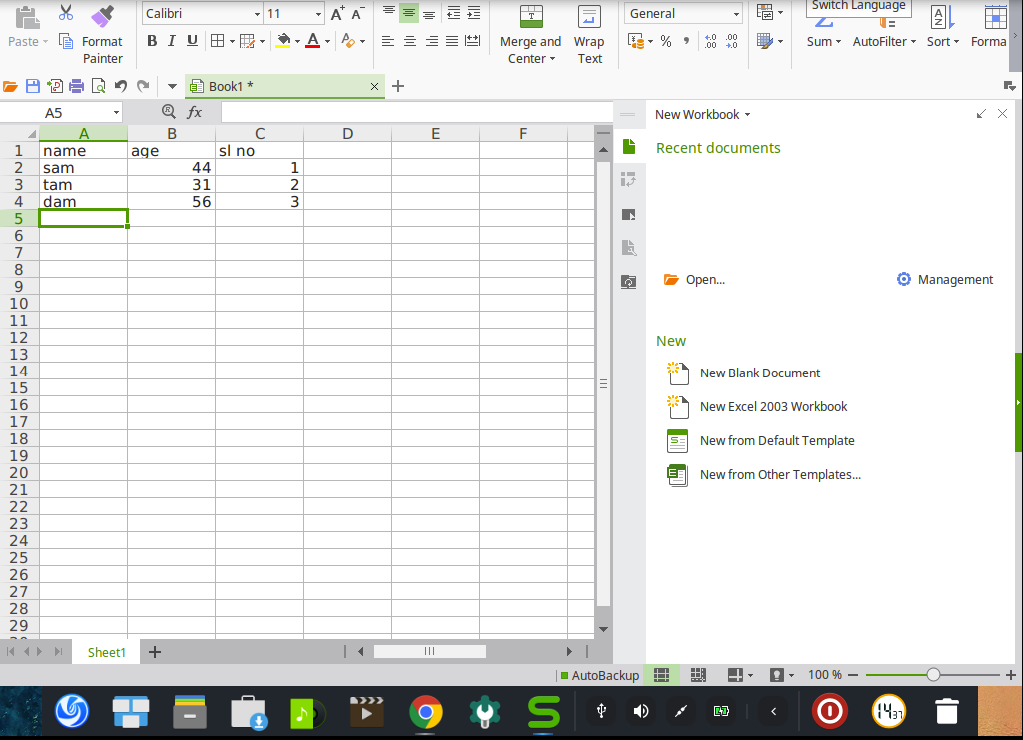 Switch Language
Calibri 11 A+ A- General
Paste Format Painter B I U Merge and Center Wrap Text % Sum AutoFilter Sort Forma
Book1 *
A5 fx
New Workbook
A B C D E F
Recent documents
1 name age sl no
2 sam 44 1
3 tam 31 2
4 dam 56 3
5
6
7
8
9
Open... Management
10
11
12
New
13
14
New Blank Document
15
16
New Excel 2003 Workbook
17
18
New from Default Template
19
20
New from Other Templates...
21
22
23
24
25
26
27
28
29
Sheet1
AutoBackup 100 %
14 37